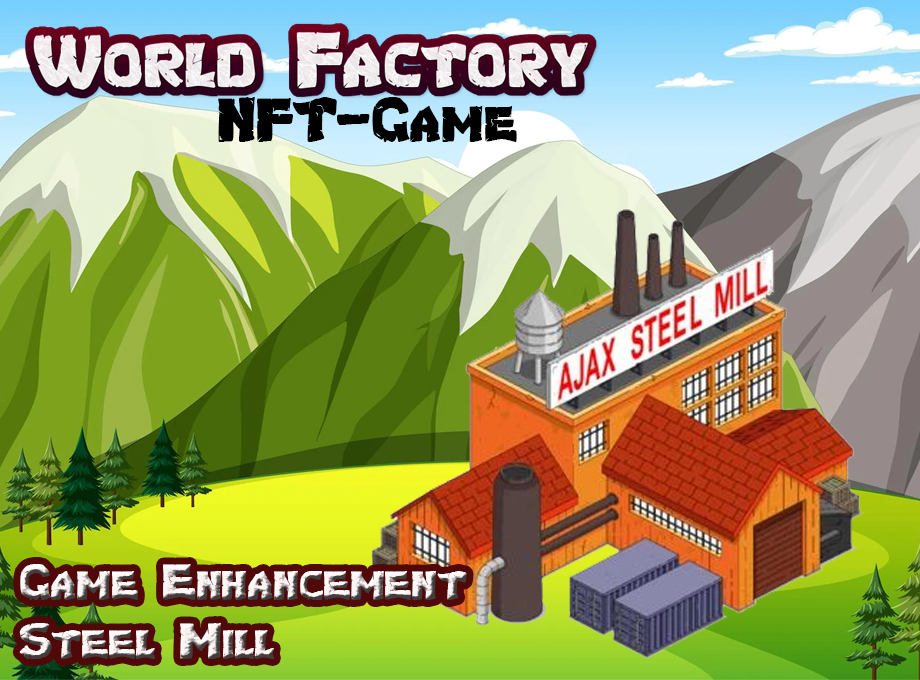 World Factory
NFT-Game
AJAX STEEL MILL
Game Enhancement
Steel Mill